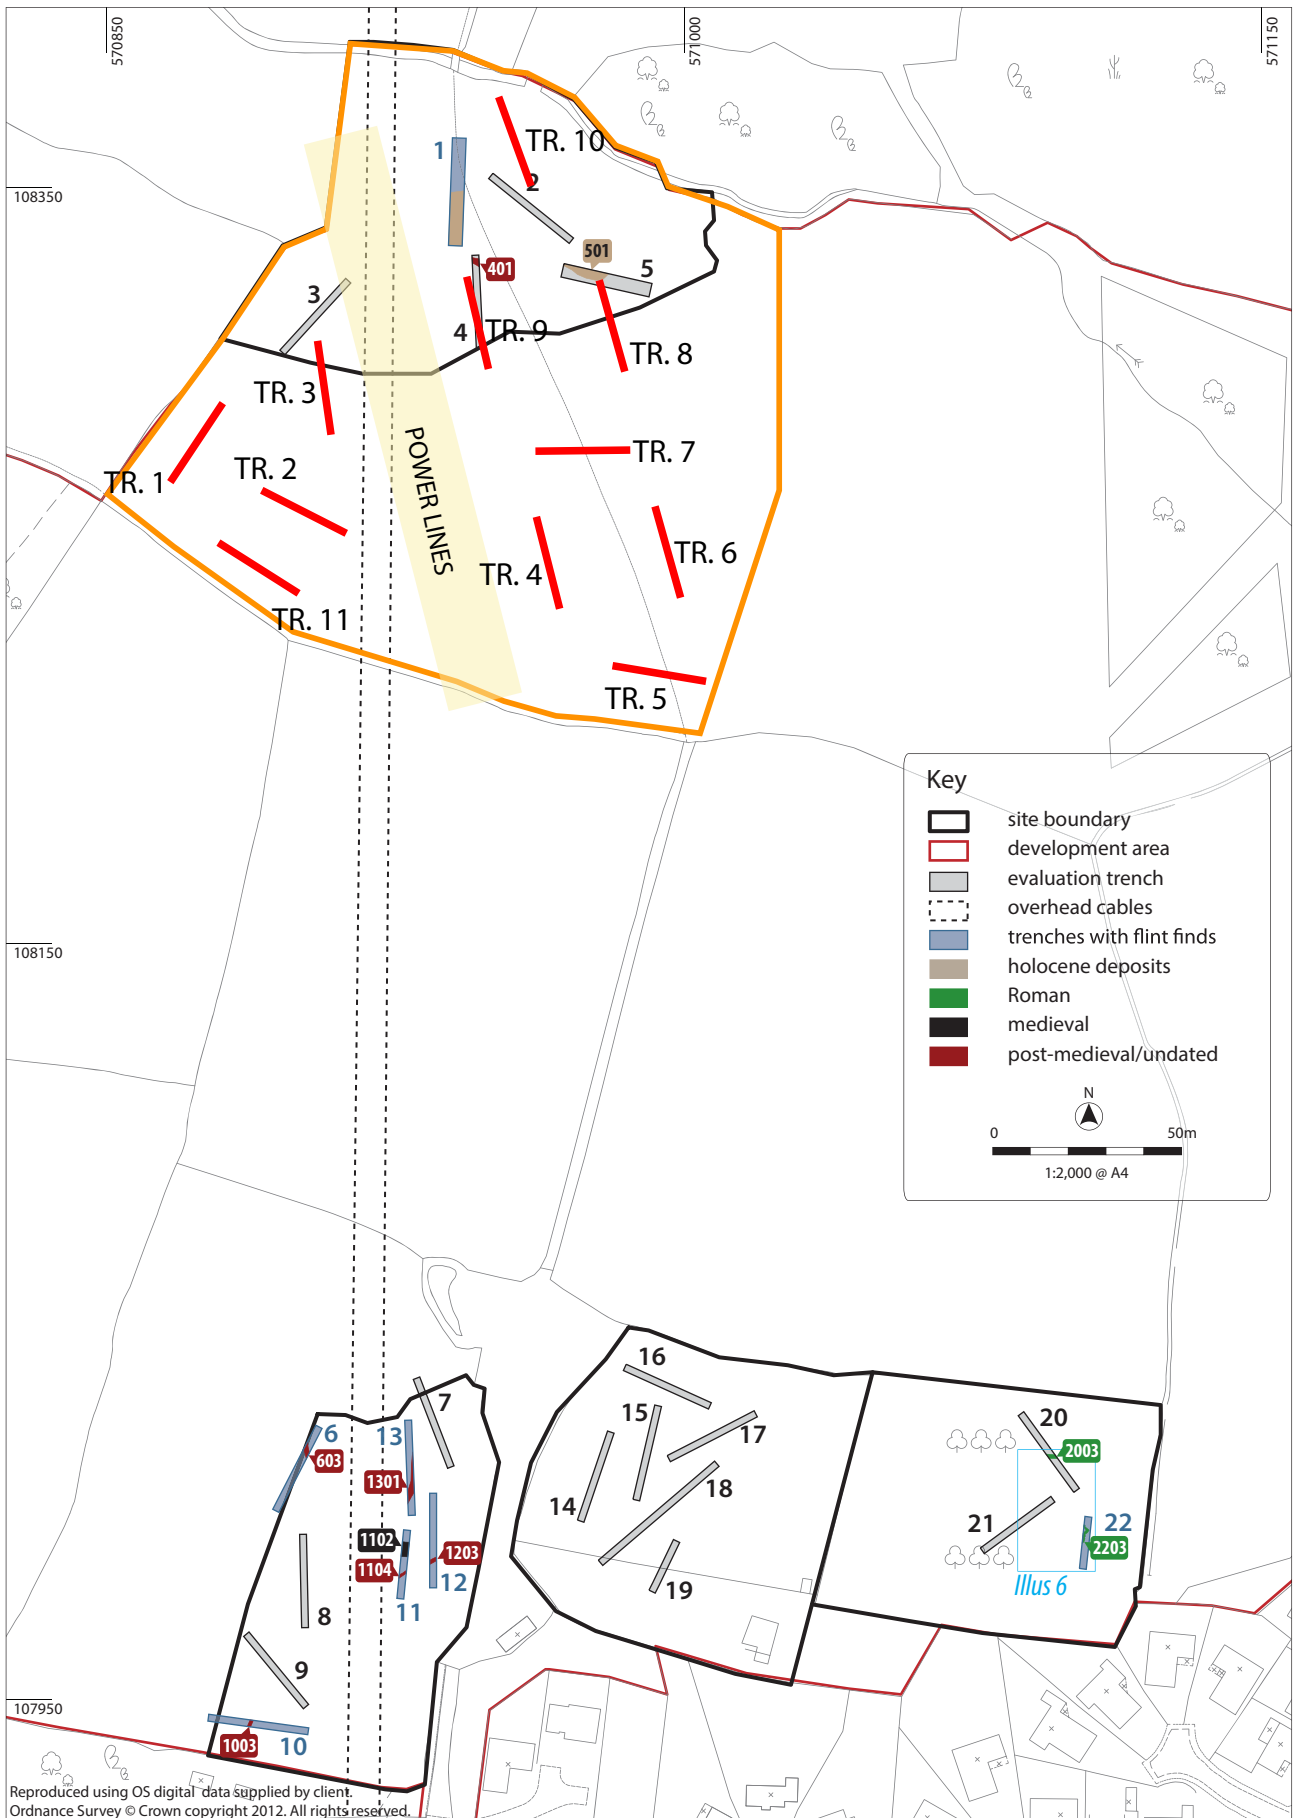 570850
571000
571150
108350
108150
107950
TR. 10
1
2
501
5
401
3
4
TR. 9
TR. 8
TR. 3
POWER LINES
TR. 7
TR. 1
TR. 2
TR. 4
TR. 6
TR. 11
TR. 5
Key
site boundary
development area
evaluation trench
overhead cables
trenches with flint finds
holocene deposits
Roman
medieval
post-medieval/undated
N
0
50m
1:2,000 @ A4
16
7
15
17
20
6
13
2003
603
1301
18
14
22
21
1102
1203
2203
1104
12
19
Illus 6
11
8
9
1003
10
Reproduced using OS digital data supplied by client.
Ordnance Survey © Crown copyright 2012. All rights reserved.